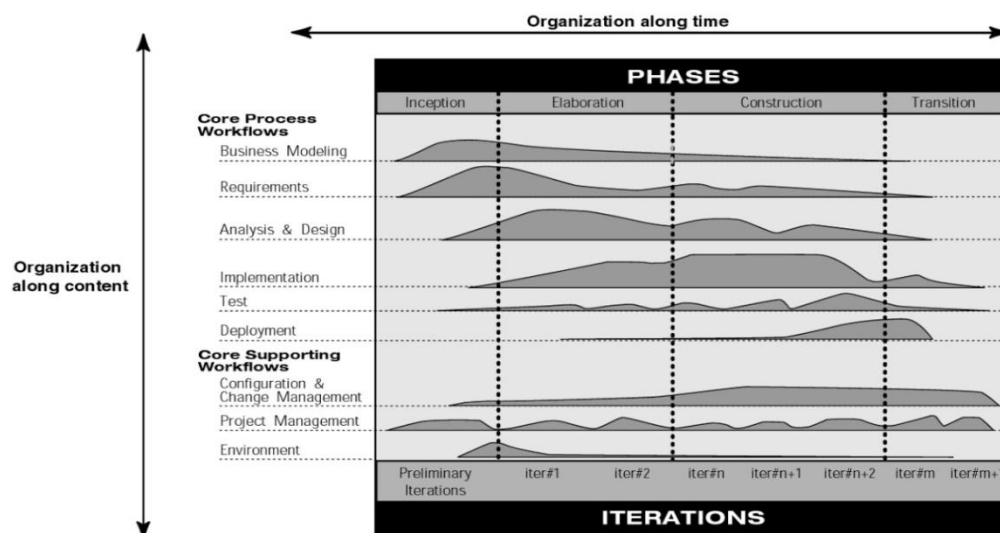 Organization along time
PHASES
Inception
Elaboration
Construction
Transition
Core Process
Workflows
Business Modeling
Requirements
Analysis & Design
Organization
along content
Implementation
Test
Deployment
Core Supporting
Workflows
Configuration &
Change Management
Project Management
Environment
Preliminary
Iterations
iter#1
iter#2
iter#n
iter#n+1
iter#n+2
iter#m
iter#m+1
ITERATIONS